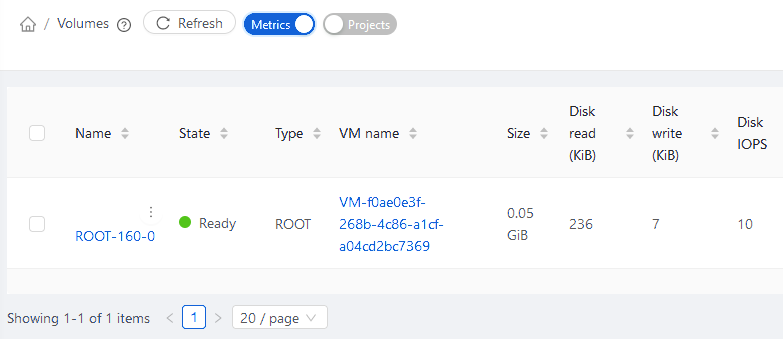 / Volumes Refresh Metrics Projects
Name State Type VM name Size Disk read (KiB) Disk write (KiB) Disk IOPS
ROOT-160-0 Ready ROOT VM-f0ae0e3f-268b-4c86-a1cf-a04cd2bc7369 0.05 GiB 236 7 10
Showing 1-1 of 1 items < 1 > 20 / page